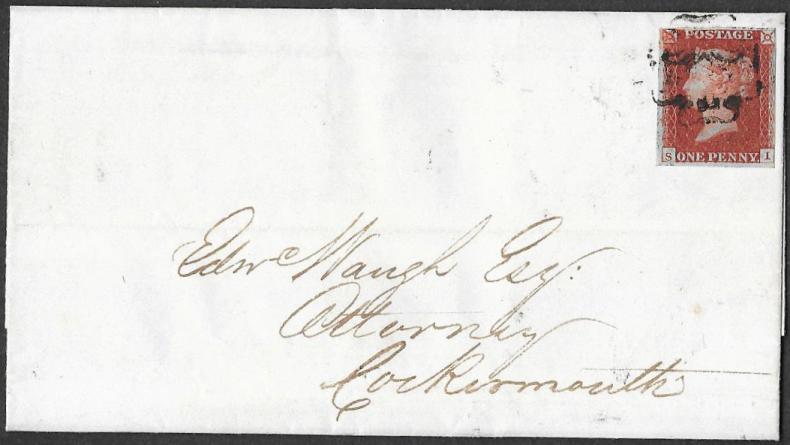 POSTAGE
S ONE PENNY I
Edwd Waugh Esq:
Attorney
Cockermouth